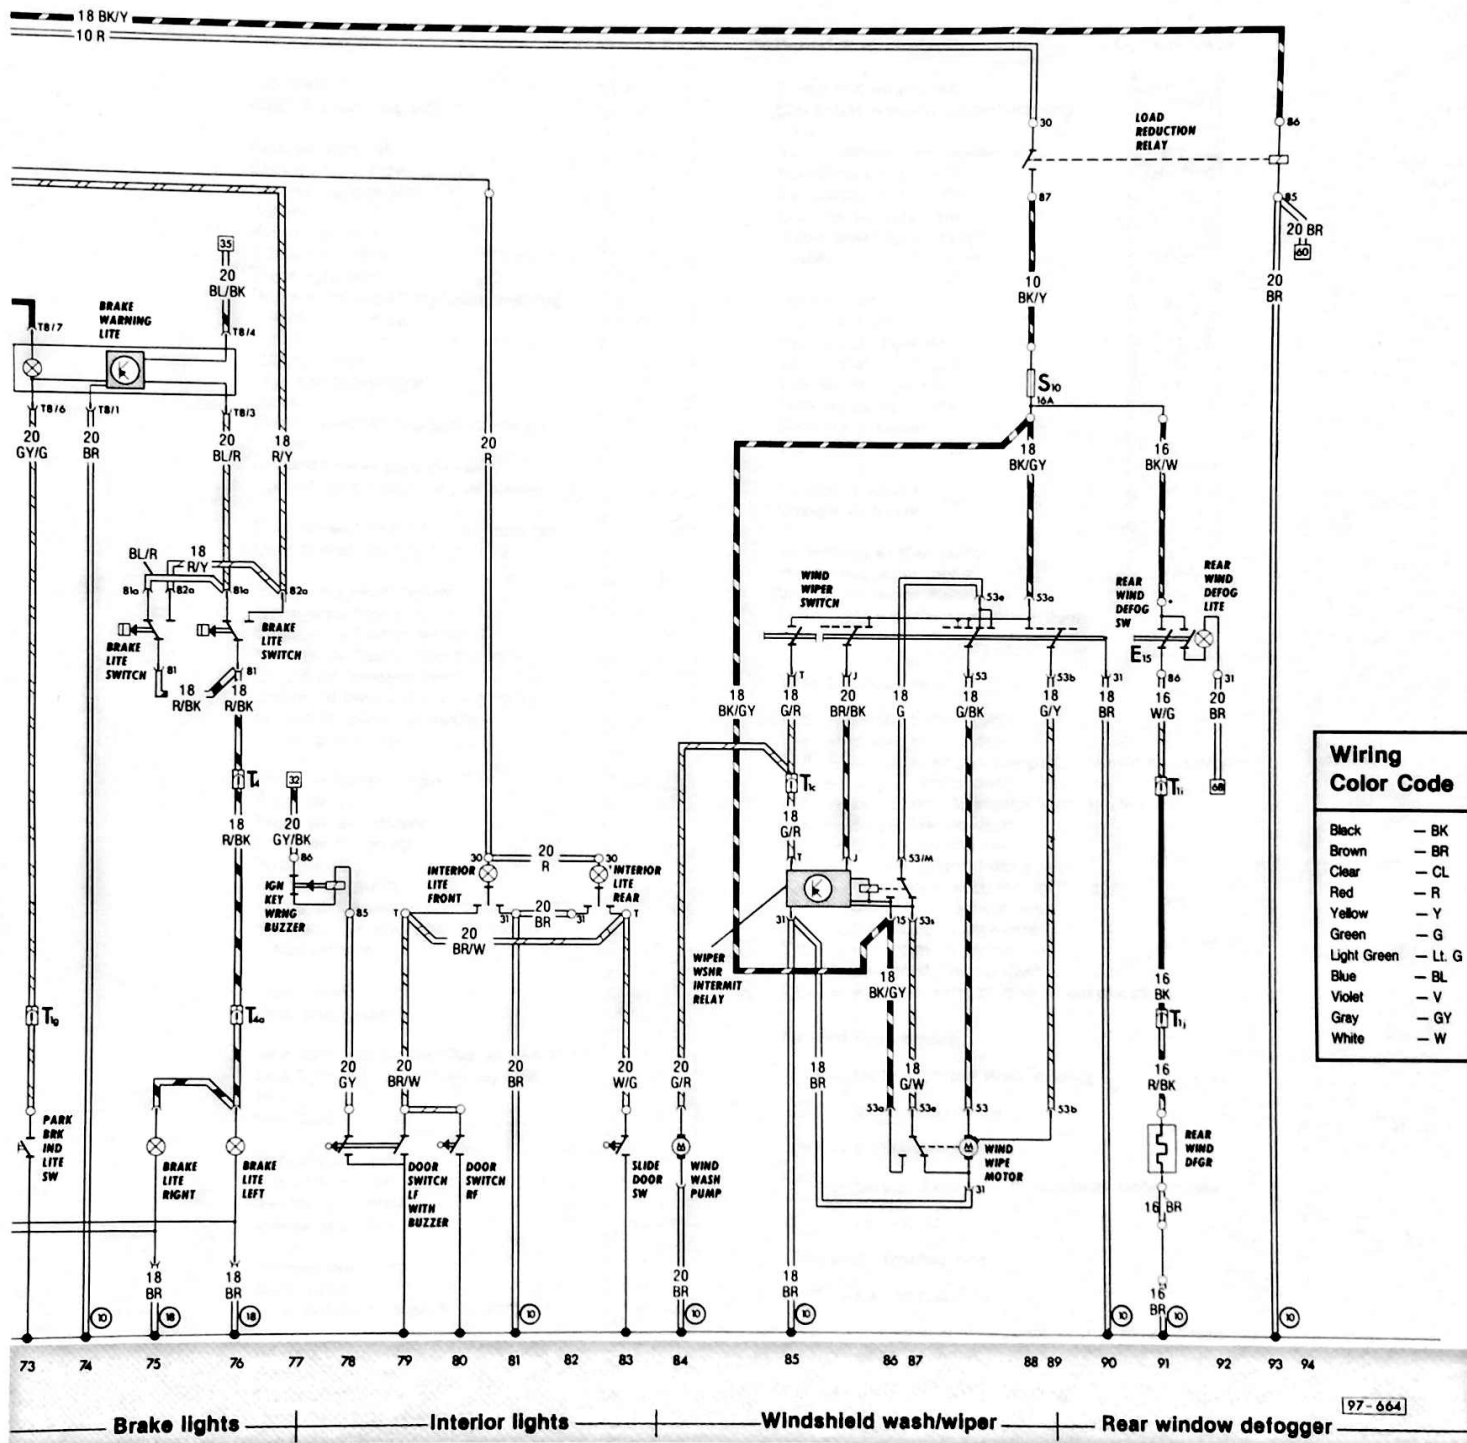 18 BK/Y
10 R
30
LOAD
REDUCTION
RELAY
86
87
85
20 BR
60
35
20
BL/BK
10
BK/Y
20
BR
BRAKE
WARNING
LITE
T8/7
T8/4
S10
16A
T8/6
T8/1
T8/3
20
GY/G
20
BR
20
BL/R
18
R/Y
20
R
18
BK/GY
16
BK/W
BL/R
18
R/Y
81a
82a
81a
82a
WIND
WIPER
SWITCH
53e
53a
REAR
WIND
DEFOG
SW
REAR
WIND
DEFOG
LITE
BRAKE
LITE
SWITCH
BRAKE
LITE
SWITCH
E15
81
81
T
J
53
53b
31
86
31
18
R/BK
18
R/BK
18
BK/GY
18
G/R
20
BR/BK
18
G
18
G/BK
18
G/Y
18
BR
16
W/G
20
BR
T4
32
T1c
T1i
68
Wiring
Color Code
Black — BK
Brown — BR
Clear — CL
Red — R
Yellow — Y
Green — G
Light Green — Lt. G
Blue — BL
Violet — V
Gray — GY
White — W
18
R/BK
20
GY/BK
18
G/R
86
30
20
R
30
T
J
53/M
IGN
KEY
WRNG
BUZZER
INTERIOR
LITE
FRONT
INTERIOR
LITE
REAR
85
T
31
20
BR
31
T
31
15
53s
20
BR/W
WIPER
WSHR
INTERMIT
RELAY
18
BK/GY
16
BK
T1g
T4a
T1j
20
GY
20
BR/W
20
BR
20
W/G
20
G/R
18
BR
18
G/W
16
R/BK
53a
53e
53
53b
PARK
BRK
IND
LITE
SW
BRAKE
LITE
RIGHT
BRAKE
LITE
LEFT
DOOR
SWITCH
LF
WITH
BUZZER
DOOR
SWITCH
RF
SLIDE
DOOR
SW
WIND
WASH
PUMP
WIND
WIPE
MOTOR
REAR
WIND
DFGR
31
16 BR
18
BR
18
BR
20
BR
18
BR
16
BR
10
18
18
10
10
10
10
10
10
73 74 75 76 77 78 79 80 81 82 83 84 85 86 87 88 89 90 91 92 93 94
97-664
Brake lights
Interior lights
Windshield wash/wiper
Rear window defogger